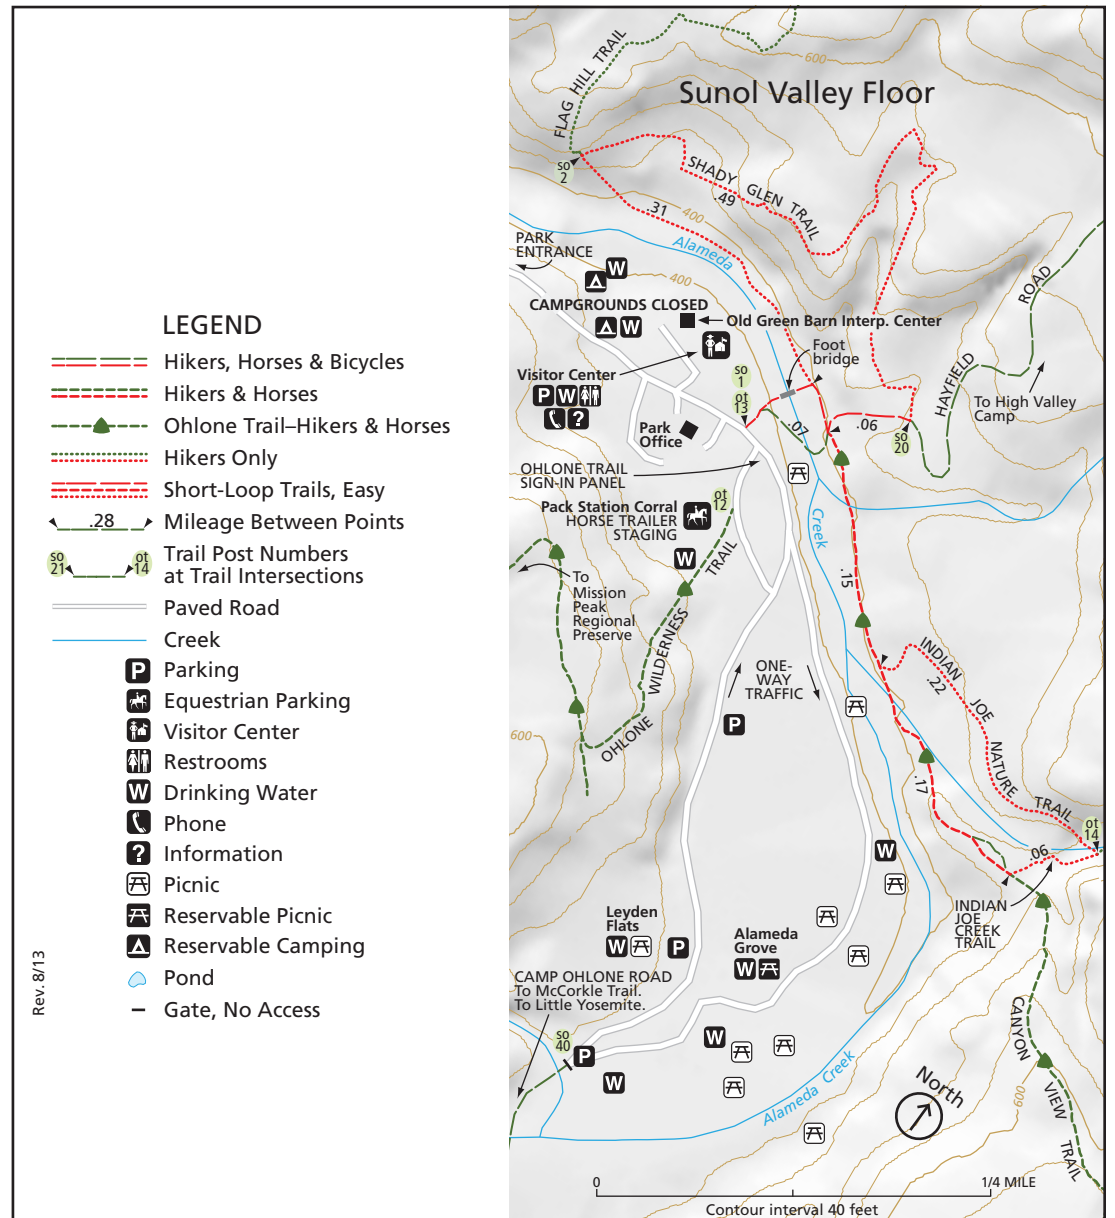 Sunol Valley Floor
FLAG HILL TRAIL
600
so
2
SHADY GLEN TRAIL
.49
.31
400
Alameda
PARK
ENTRANCE
400
ROAD
CAMPGROUNDS CLOSED
Old Green Barn Interp. Center
Foot
bridge
Visitor Center
so
1
ot
13
HAYFIELD
To High Valley
Camp
.07
.06
so
20
Park
Office
OHLONE TRAIL
SIGN-IN PANEL
Pack Station Corral
HORSE TRAILER
STAGING
ot
12
Creek
TRAIL
.15
To
Mission
Peak
Regional
Preserve
WILDERNESS
OHLONE
ONE-
WAY
TRAFFIC
INDIAN
JOE
NATURE
TRAIL
.22
600
.17
ot
14
.06
INDIAN
JOE
CREEK
TRAIL
Leyden
Flats
Alameda
Grove
CAMP OHLONE ROAD
To McCorkle Trail.
To Little Yosemite.
so
40
CANYON
VIEW
TRAIL
600
Alameda Creek
North
0
1/4 MILE
Contour interval 40 feet
LEGEND
Hikers, Horses & Bicycles
Hikers & Horses
Ohlone Trail–Hikers & Horses
Hikers Only
Short-Loop Trails, Easy
.28 Mileage Between Points
so
21
ot
14
Trail Post Numbers
at Trail Intersections
Paved Road
Creek
P Parking
Equestrian Parking
Visitor Center
Restrooms
W Drinking Water
Phone
? Information
Picnic
Reservable Picnic
Reservable Camping
Pond
Gate, No Access
Rev. 8/13